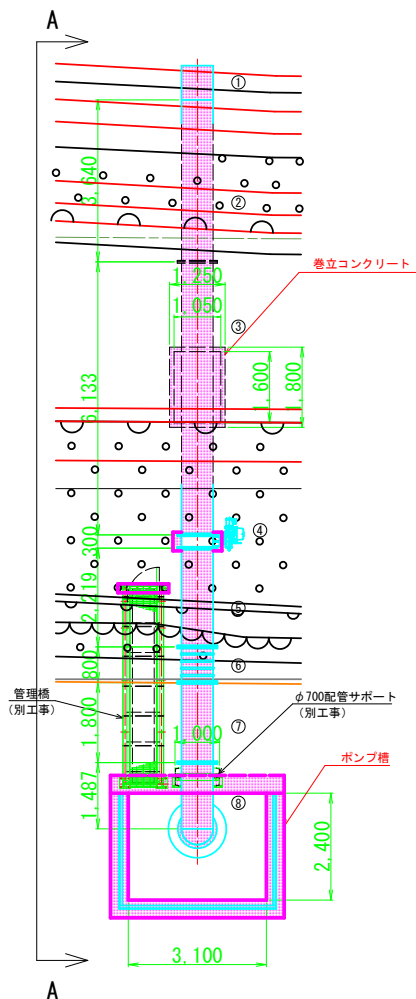 A
①
3,640
②
1,250
巻立コンクリート
1,050
③
1,600
1,800
6,133
④
300
2,219
⑤
800
⑥
管理橋
(別工事)
φ700配管サポート
(別工事)
⑦
1,800
1,000
ポンプ槽
1,487
⑧
2,400
3,100
A